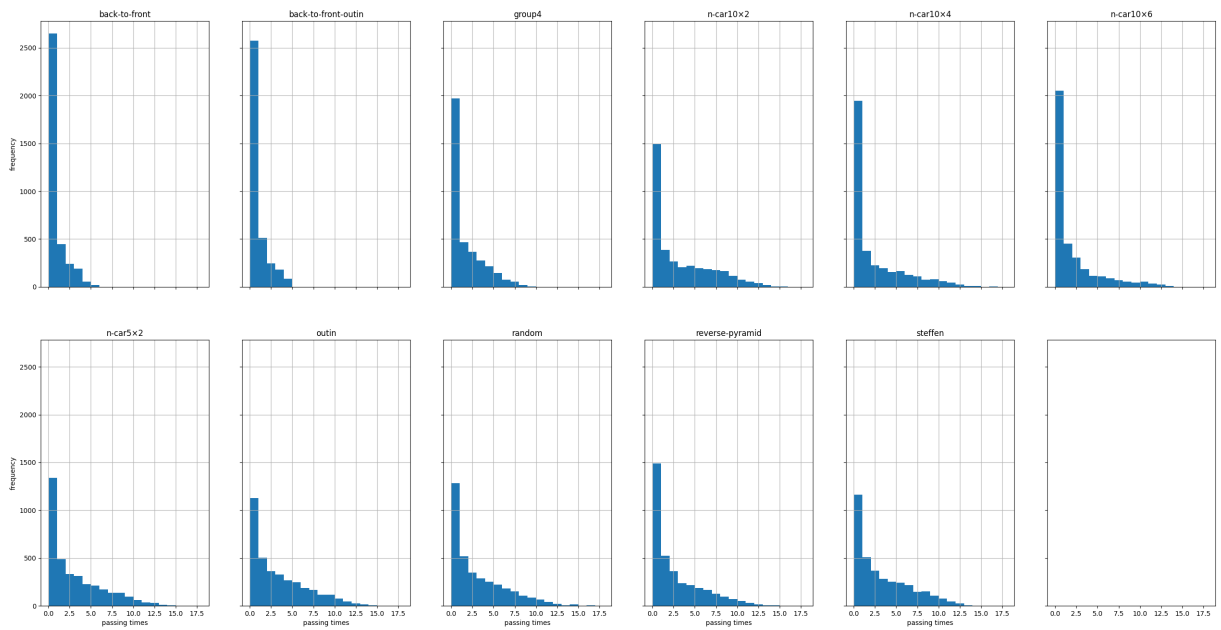 back-to-front
back-to-front-outin
group4
n-car10×2
n-car10×4
n-car10×6
frequency
2500
2000
1500
1000
500
0
n-car5×2
outin
random
reverse-pyramid
steffen
frequency
2500
2000
1500
1000
500
0
0.0 2.5 5.0 7.5 10.0 12.5 15.0 17.5
0.0 2.5 5.0 7.5 10.0 12.5 15.0 17.5
0.0 2.5 5.0 7.5 10.0 12.5 15.0 17.5
0.0 2.5 5.0 7.5 10.0 12.5 15.0 17.5
0.0 2.5 5.0 7.5 10.0 12.5 15.0 17.5
0.0 2.5 5.0 7.5 10.0 12.5 15.0 17.5
passing times
passing times
passing times
passing times
passing times